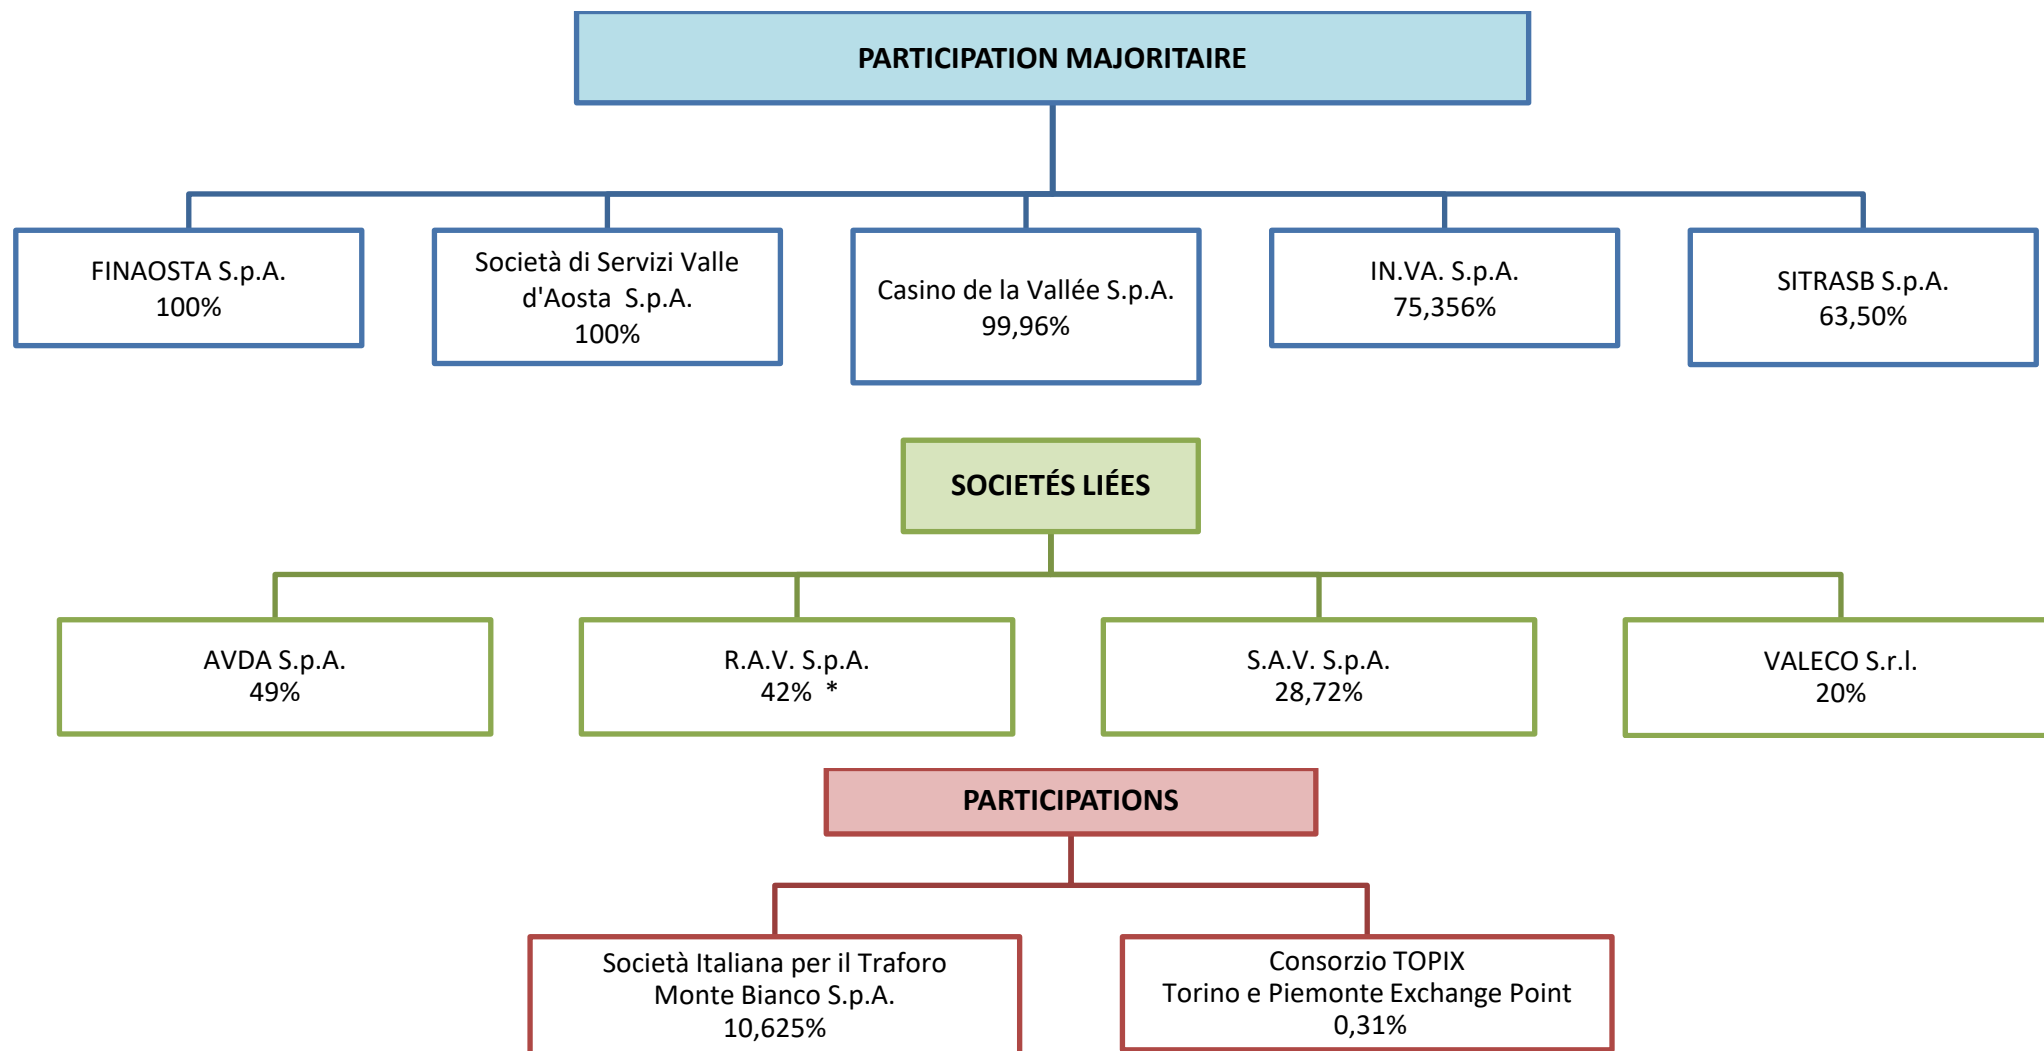 PARTICIPATION MAJORITAIRE
FINAOSTA S.p.A.
100%
Società di Servizi Valle
d'Aosta S.p.A.
100%
Casino de la Vallée S.p.A.
99,96%
IN.VA. S.p.A.
75,356%
SITRASB S.p.A.
63,50%
SOCIETÉS LIÉES
AVDA S.p.A.
49%
R.A.V. S.p.A.
42% *
S.A.V. S.p.A.
28,72%
VALECO S.r.l.
20%
PARTICIPATIONS
Società Italiana per il Traforo
Monte Bianco S.p.A.
10,625%
Consorzio TOPIX
Torino e Piemonte Exchange Point
0,31%